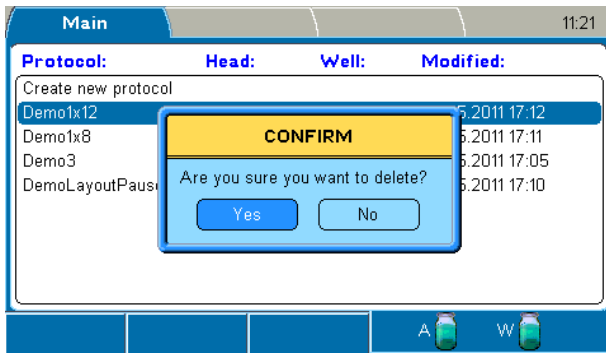 Main 11:21
Protocol: Head: Well: Modified:
Create new protocol
Demo1x12 5.2011 17:12
Demo1x8 5.2011 17:11
Demo3 5.2011 17:05
DemoLayoutPaus 5.2011 17:10
CONFIRM
Are you sure you want to delete?
Yes No
A W